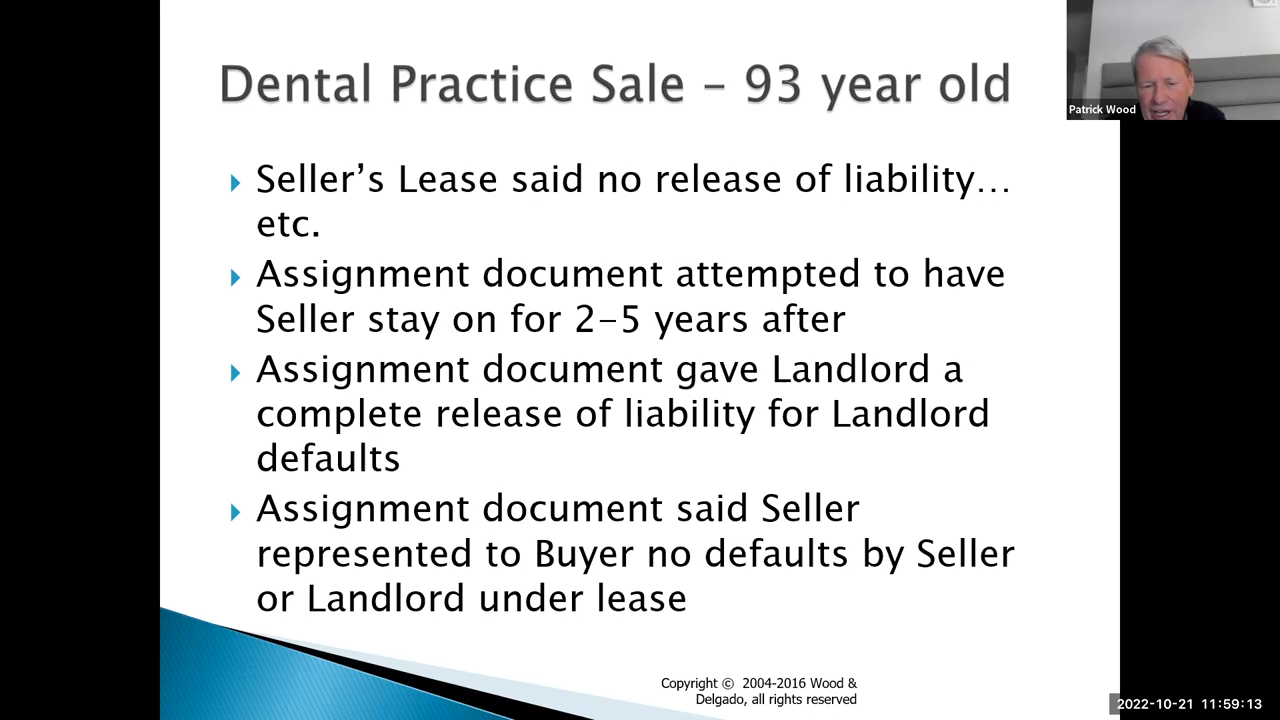 Dental Practice Sale – 93 year old
Patrick Wood
Seller’s Lease said no release of liability…
etc.
Assignment document attempted to have
Seller stay on for 2–5 years after
Assignment document gave Landlord a
complete release of liability for Landlord
defaults
Assignment document said Seller
represented to Buyer no defaults by Seller
or Landlord under lease
Copyright © 2004-2016 Wood &
Delgado, all rights reserved
2022-10-21 11:59:13